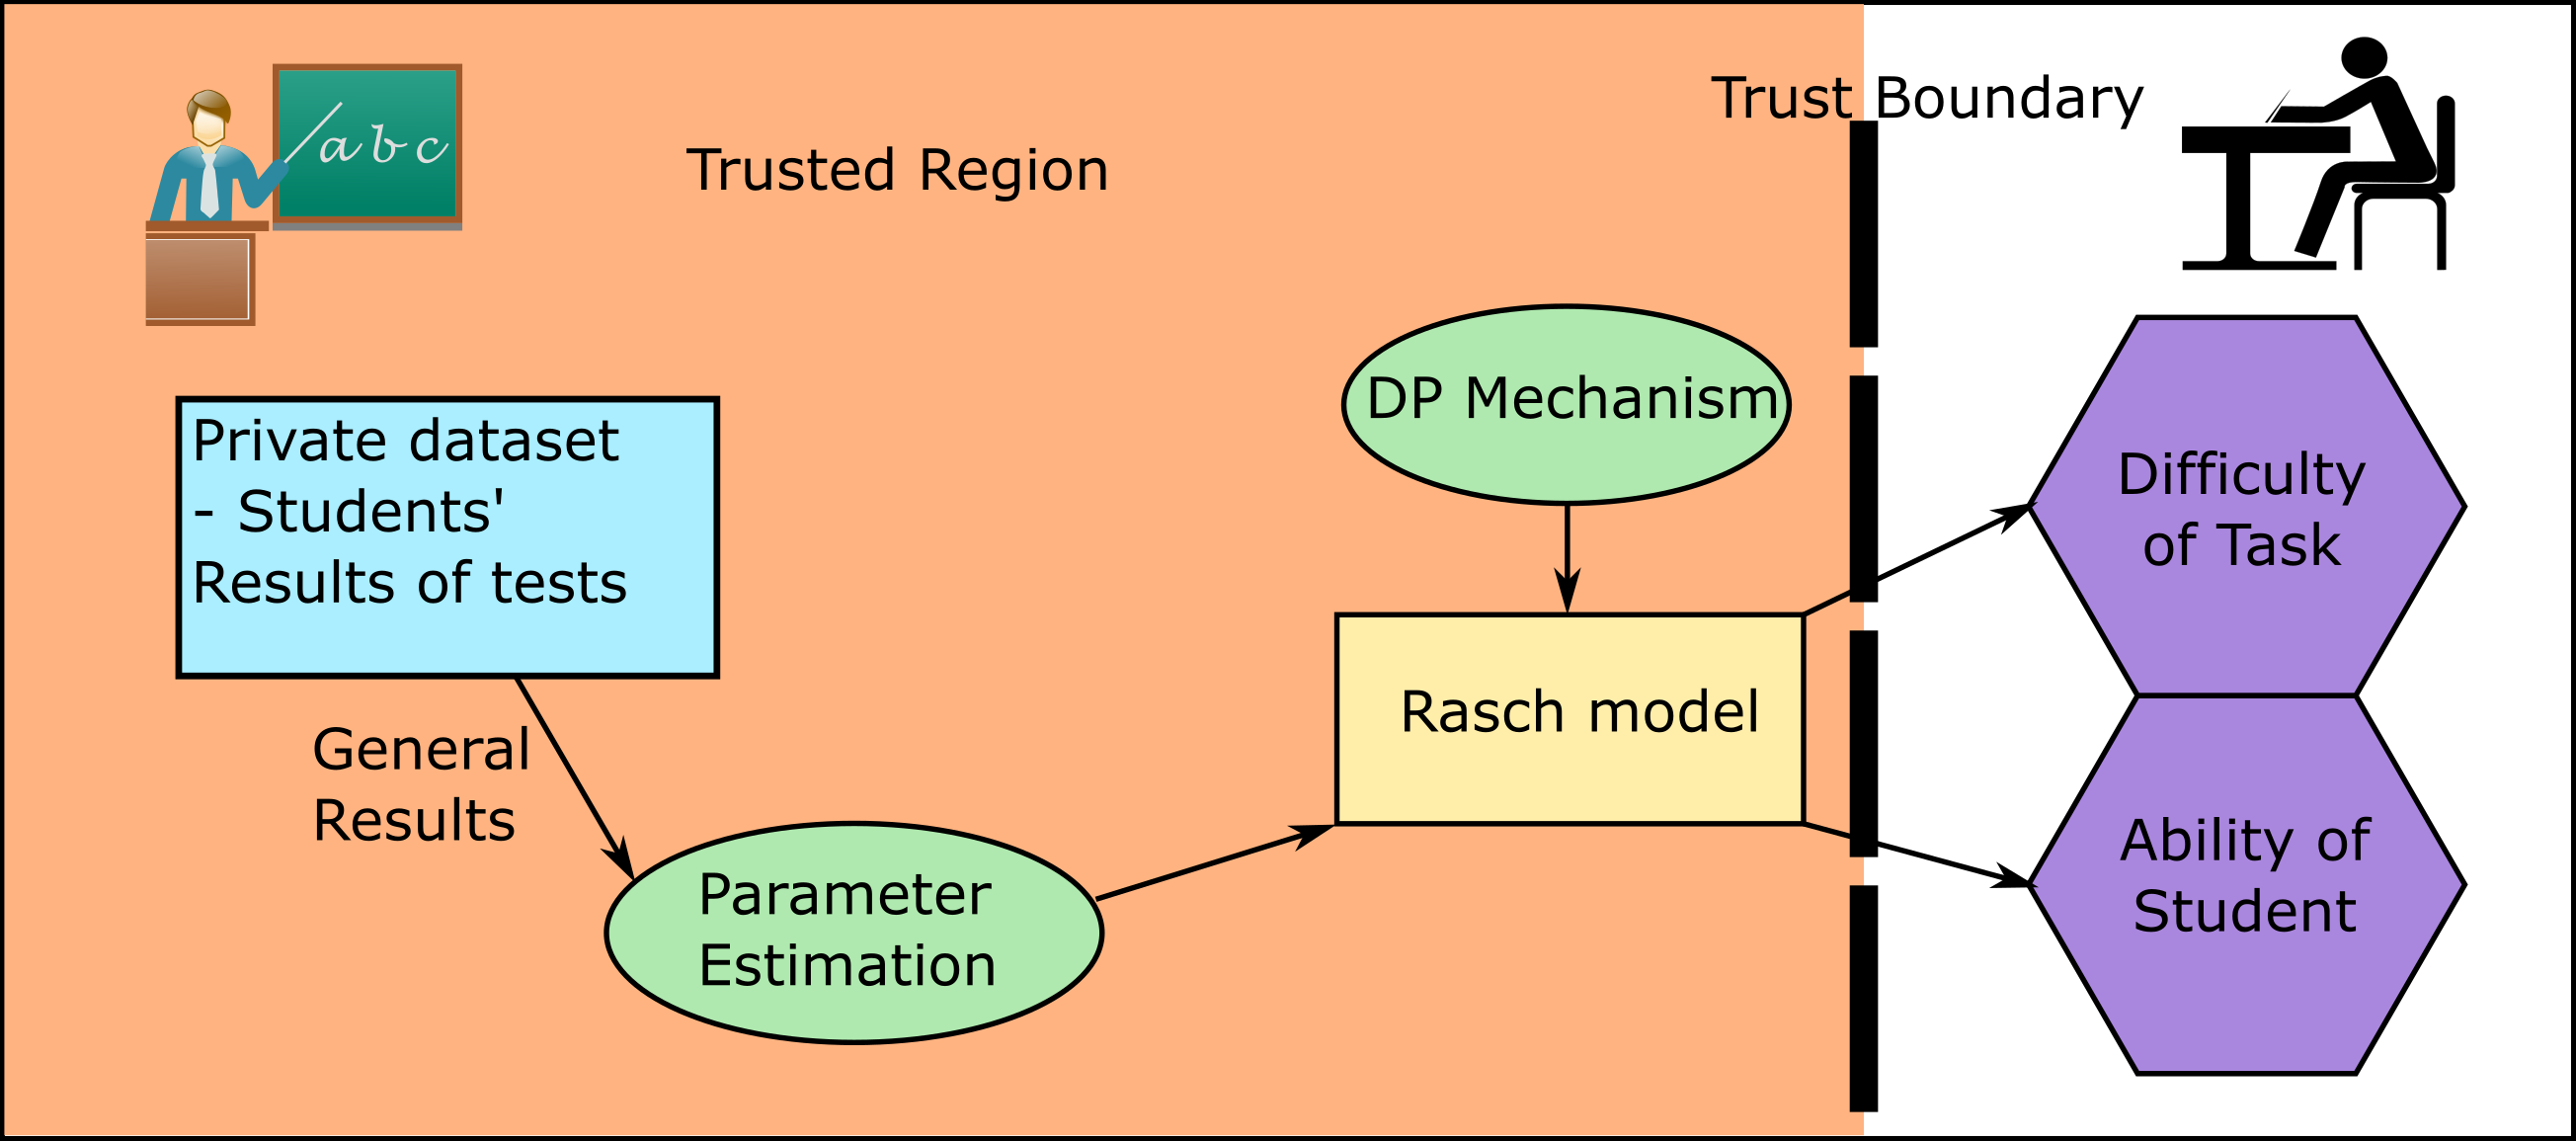 /abc
Trusted Region
Trust Boundary
Private dataset
- Students'
Results of tests
General
Results
Parameter
Estimation
DP Mechanism
Rasch model
Difficulty
of Task
Ability of
Student